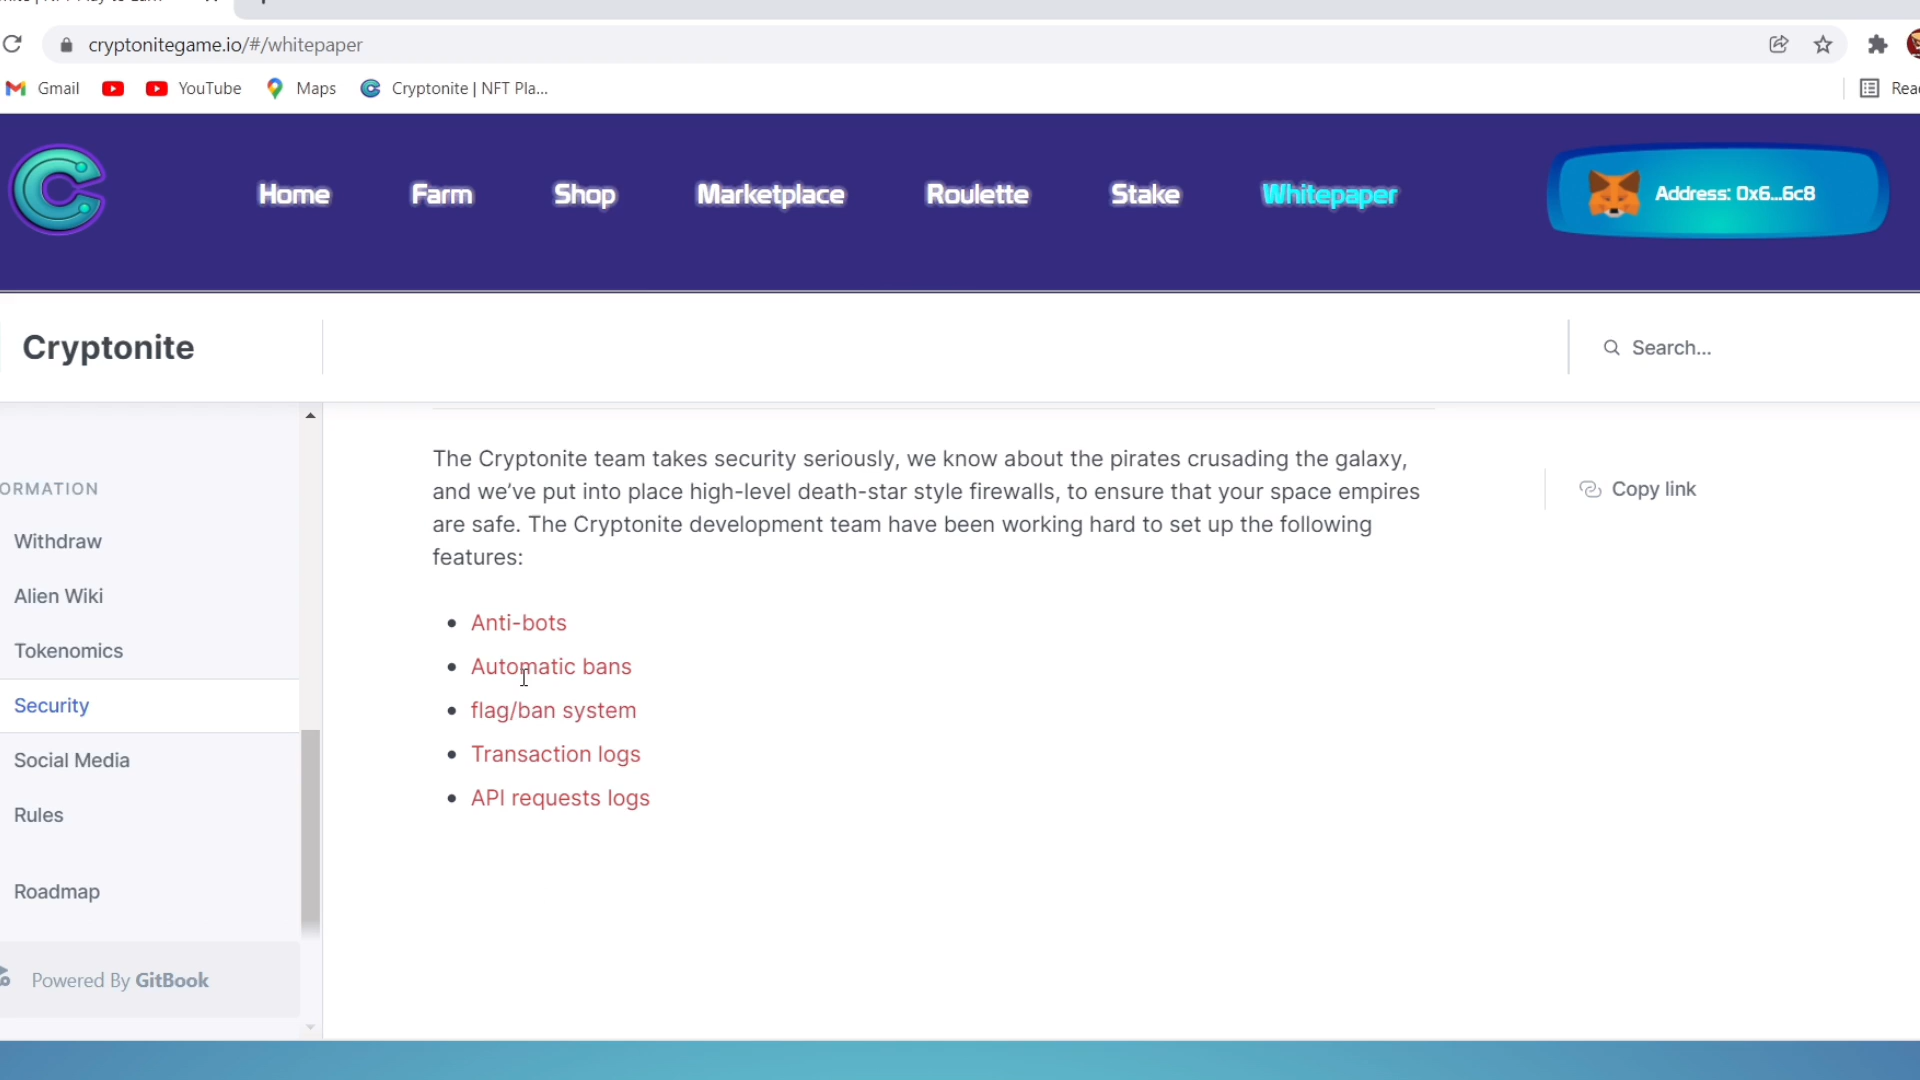 cryptonitegame.io/#/whitepaper
Gmail YouTube Maps Cryptonite | NFT Pla...
Home Farm Shop Marketplace Roulette Stake Whitepaper Address: 0x6...6c8
Cryptonite
Search...
The Cryptonite team takes security seriously, we know about the pirates crusading the galaxy,
and we've put into place high-level death-star style firewalls, to ensure that your space empires
are safe. The Cryptonite development team have been working hard to set up the following
features:
Anti-bots
Automatic bans
flag/ban system
Transaction logs
API requests logs
Copy link
ORMATION
Withdraw
Alien Wiki
Tokenomics
Security
Social Media
Rules
Roadmap
Powered By GitBook